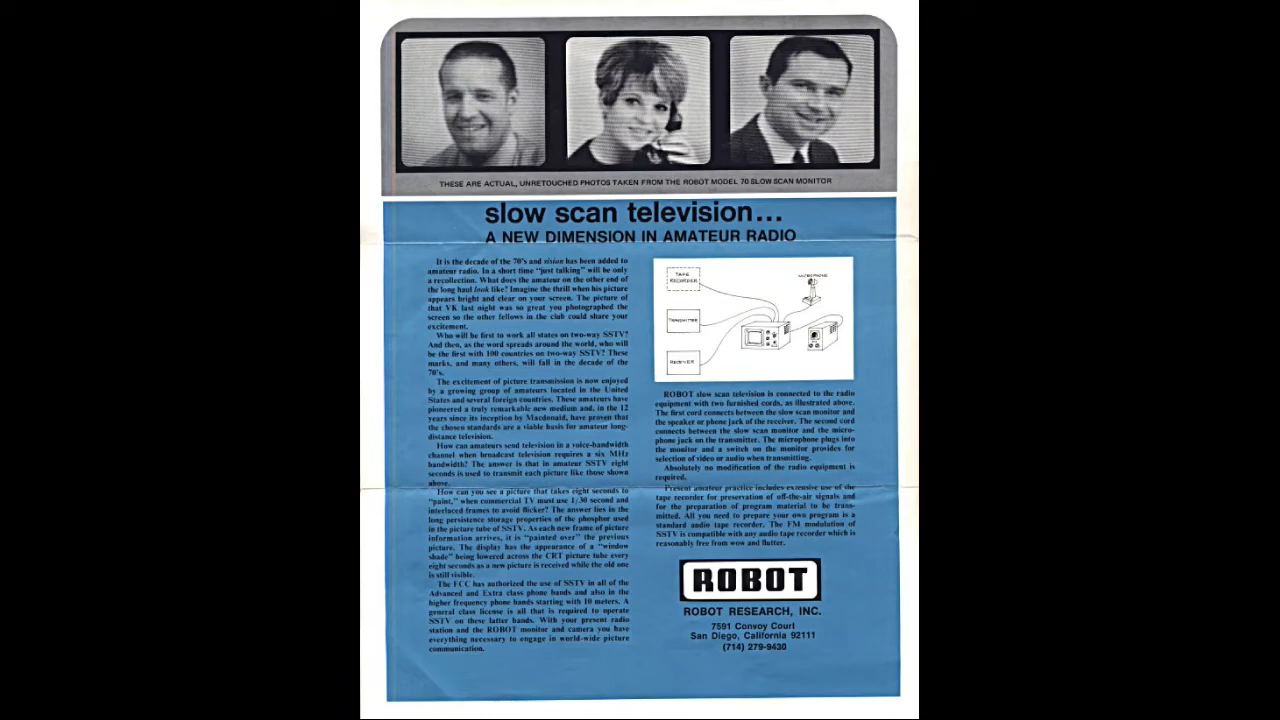 THESE ARE ACTUAL, UNRETOUCHED PHOTOS TAKEN FROM THE ROBOT MODEL 70 SLOW SCAN MONITOR
slow scan television...
A NEW DIMENSION IN AMATEUR RADIO
It is the decade of the 70's and vision has been added to
amateur radio. In a short time "just talking" will be only
a recollection. What does the amateur on the other end of
the long haul look like? Imagine the thrill when his picture
appears bright and clear on your screen. The picture of
that VK last night was so great you photographed the
screen so the other fellows in the club could share your
excitement.
Who will be first to work all states on two-way SSTV?
And then, as the word spreads around the world, who will
be the first with 100 countries on two-way SSTV? These
marks, and many others, will fall in the decade of the
70's.
The excitement of picture transmission is now enjoyed
by a growing group of amateurs located in the United
States and several foreign countries. These amateurs have
pioneered a truly remarkable new medium and, in the 12
years since its inception by Macdonald, have proven that
the chosen standards are a viable basis for amateur long-
distance television.
How can amateurs send television in a voice-bandwidth
channel when broadcast television requires a six MHz
bandwidth? The answer is that in amateur SSTV eight
seconds is used to transmit each picture like those shown
above.
How can you see a picture that takes eight seconds to
"paint," when commercial TV must use 1/30 second and
interlaced frames to avoid flicker? The answer lies in the
long persistence storage properties of the phosphor used
in the picture tube of SSTV. As each new frame of picture
information arrives, it is "painted over" the previous
picture. The display has the appearance of a "window
shade" being lowered across the CRT picture tube every
eight seconds as a new picture is received while the old one
is still visible.
The FCC has authorized the use of SSTV in all of the
Advanced and Extra class phone bands and also in the
higher frequency phone bands starting with 10 meters. A
general class license is all that is required to operate
SSTV on these latter bands. With your present radio
station and the ROBOT monitor and camera you have
everything necessary to engage in world-wide picture
communication.
TAPE
RECORDER
MICROPHONE
TRANSMITTER
RECEIVER
ROBOT slow scan television is connected to the radio
equipment with two furnished cords, as illustrated above.
The first cord connects between the slow scan monitor and
the speaker or phone jack of the receiver. The second cord
connects between the slow scan monitor and the micro-
phone jack on the transmitter. The microphone plugs into
the monitor and a switch on the monitor provides for
selection of video or audio when transmitting.
Absolutely no modification of the radio equipment is
required.
Present amateur practice includes extensive use of the
tape recorder for preservation of off-the-air signals and
for the preparation of program material to be trans-
mitted. All you need to prepare your own program is a
standard audio tape recorder. The FM modulation of
SSTV is compatible with any audio tape recorder which is
reasonably free from wow and flutter.
ROBOT
ROBOT RESEARCH, INC.
7591 Convoy Court
San Diego, California 92111
(714) 279-9430